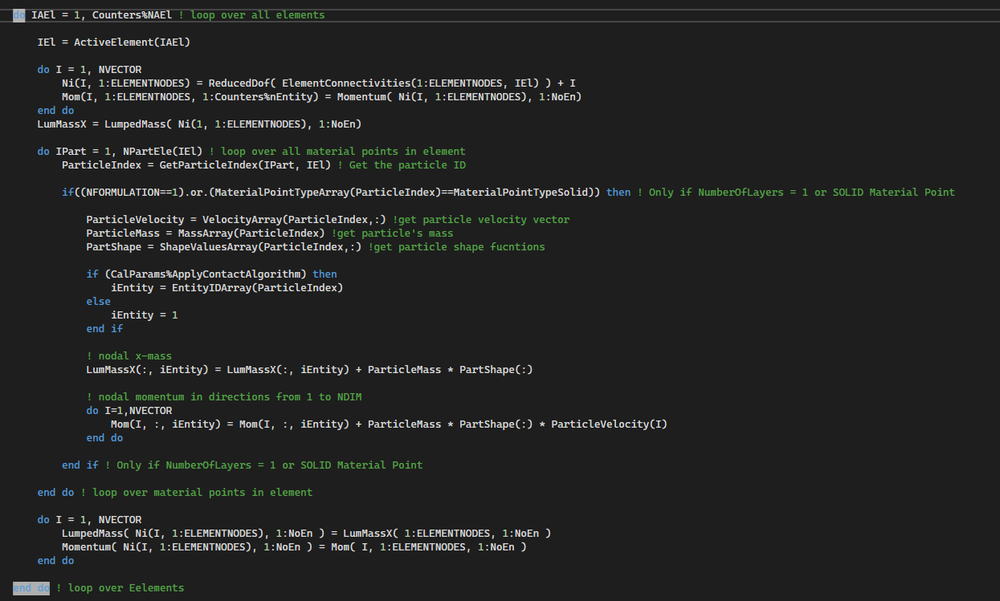 do IAEl = 1, Counters%NAEl ! loop over all elements
IEl = ActiveElement(IAEl)
do I = 1, NVECTOR
Ni(I, 1:ELEMENTNODES) = ReducedDof( ElementConnectivities(1:ELEMENTNODES, IEl) ) + I
Mom(I, 1:ELEMENTNODES, 1:Counters%nEntity) = Momentum( Ni(I, 1:ELEMENTNODES), 1:NoEn)
end do
LumMassX = LumpedMass( Ni(1, 1:ELEMENTNODES), 1:NoEn)
do IPart = 1, NPartEle(IEl) ! loop over all material points in element
ParticleIndex = GetParticleIndex(IPart, IEl) ! Get the particle ID
if((NFORMULATION==1).or.(MaterialPointTypeArray(ParticleIndex)==MaterialPointTypeSolid)) then ! Only if NumberOfLayers = 1 or SOLID Material Point
ParticleVelocity = VelocityArray(ParticleIndex,:) !get particle velocity vector
ParticleMass = MassArray(ParticleIndex) !get particle's mass
PartShape = ShapeValuesArray(ParticleIndex,:) !get particle shape fucntions
if (CalParams%ApplyContactAlgorithm) then
iEntity = EntityIDArray(ParticleIndex)
else
iEntity = 1
end if
! nodal x-mass
LumMassX(:, iEntity) = LumMassX(:, iEntity) + ParticleMass * PartShape(:)
! nodal momentum in directions from 1 to NDIM
do I=1,NVECTOR
Mom(I, :, iEntity) = Mom(I, :, iEntity) + ParticleMass * PartShape(:) * ParticleVelocity(I)
end do
end if ! Only if NumberOfLayers = 1 or SOLID Material Point
end do ! loop over material points in element
do I = 1, NVECTOR
LumpedMass( Ni(I, 1:ELEMENTNODES), 1:NoEn ) = LumMassX( 1:ELEMENTNODES, 1:NoEn )
Momentum( Ni(I, 1:ELEMENTNODES), 1:NoEn ) = Mom( I, 1:ELEMENTNODES, 1:NoEn )
end do
end do ! loop over Eelements